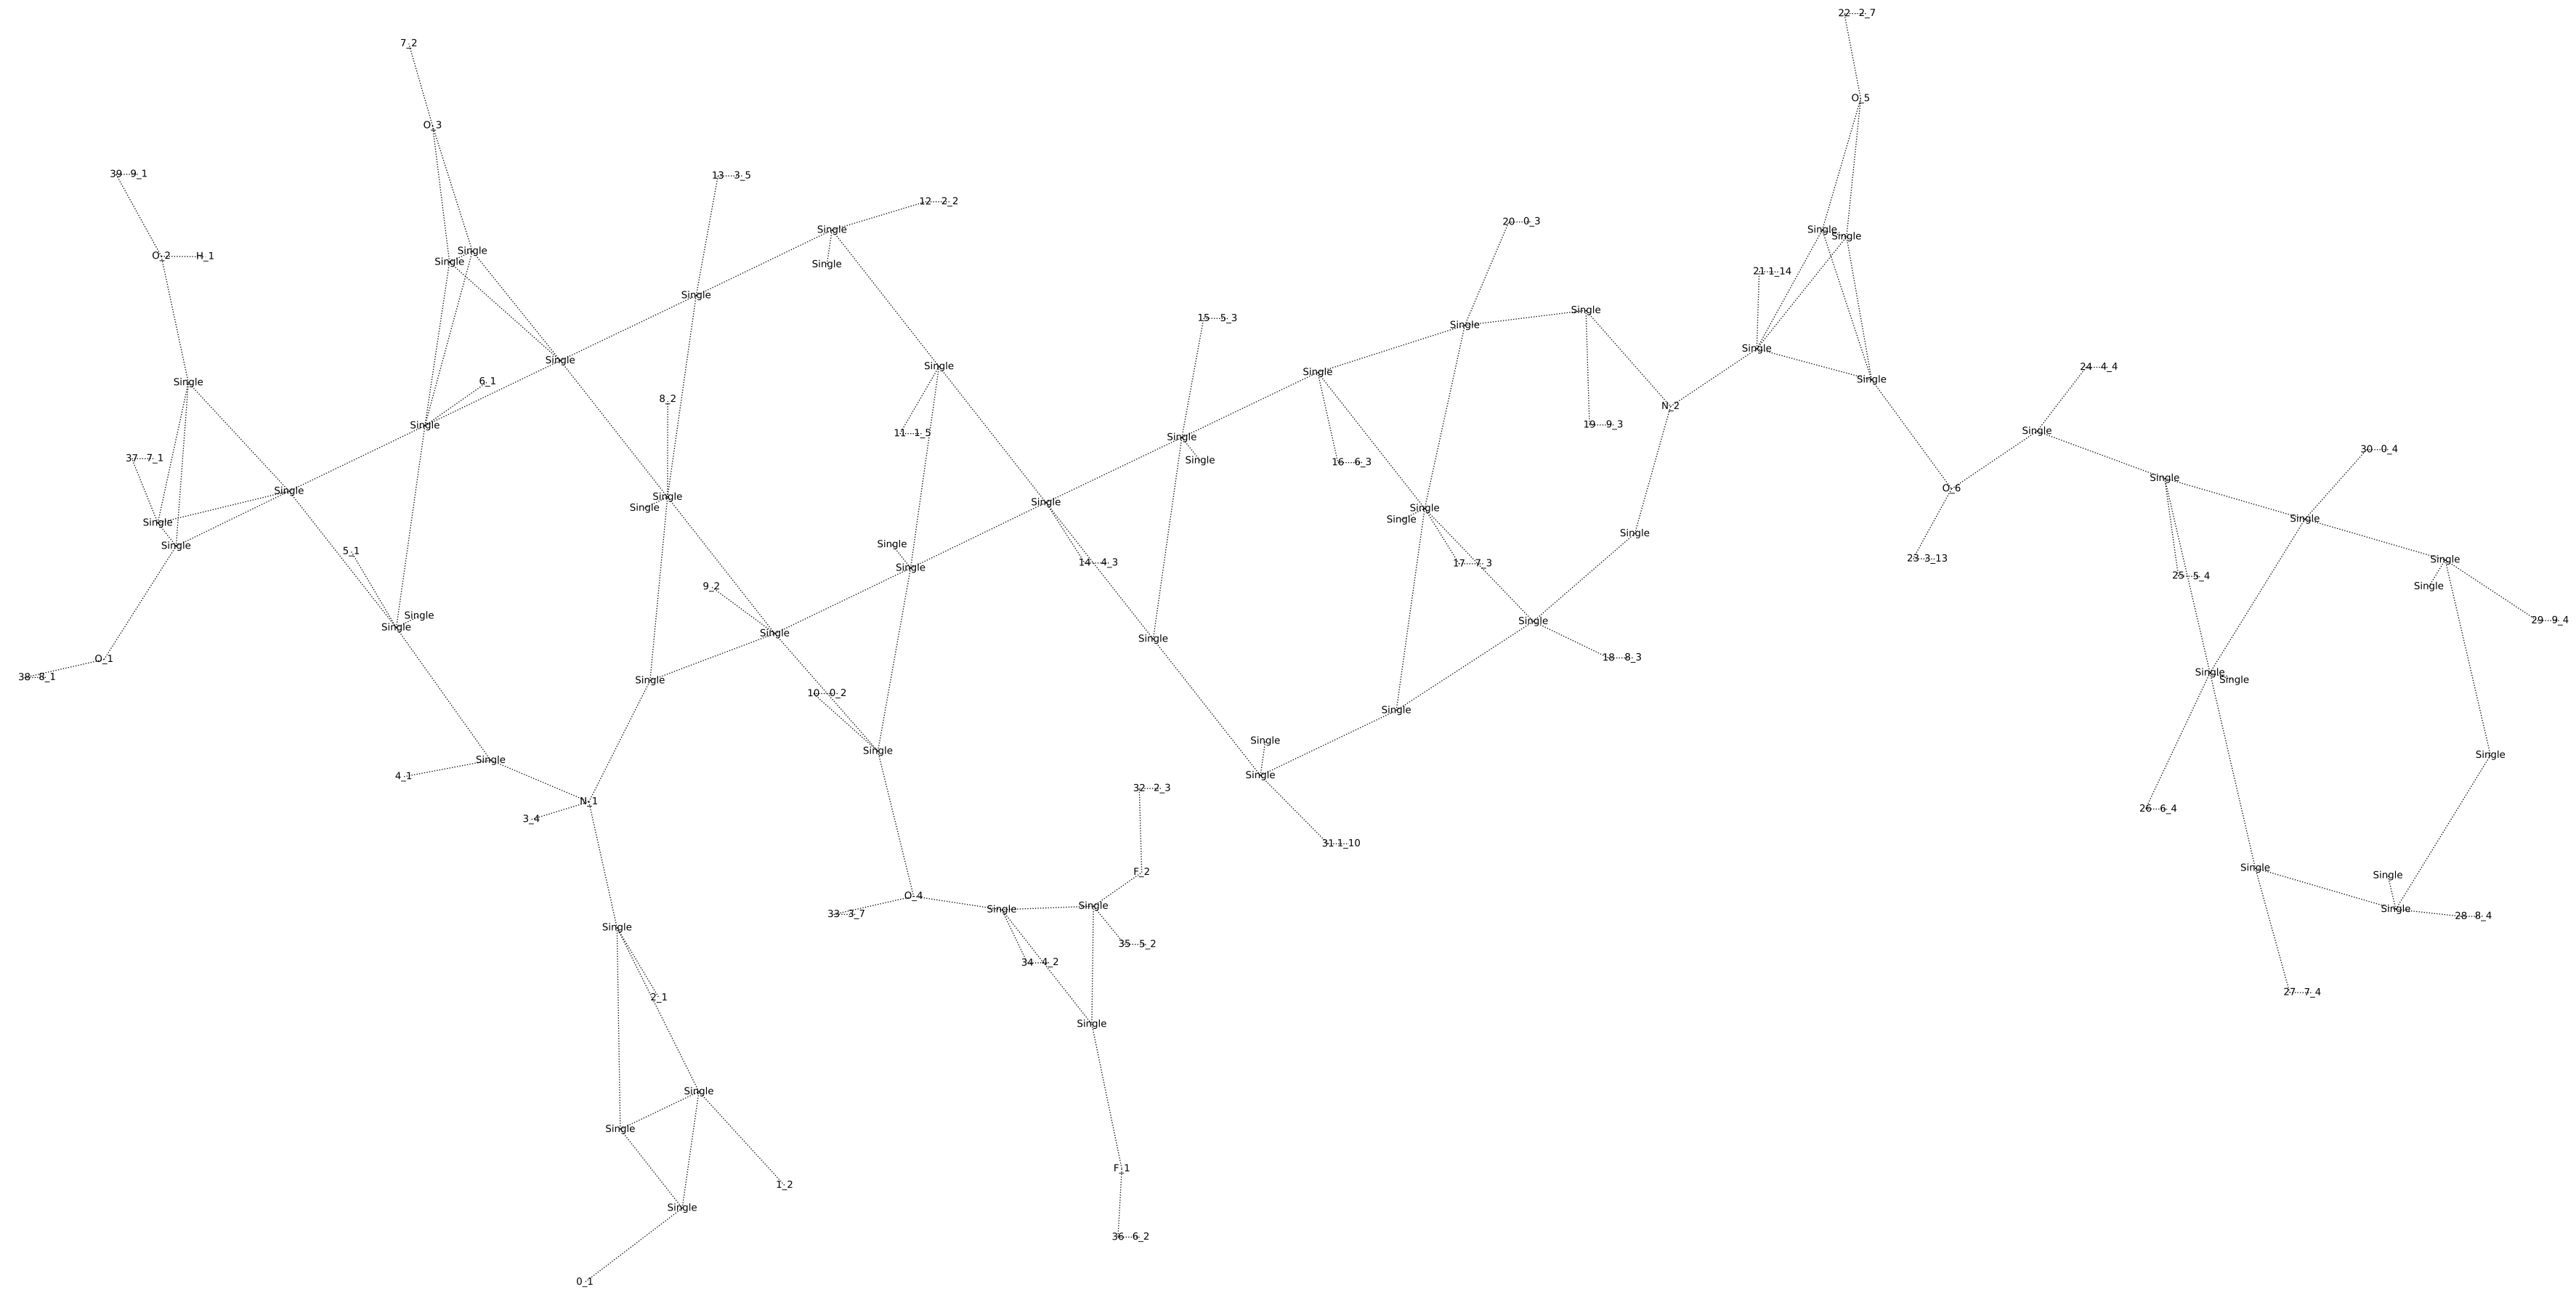 22 2_7
7_2
O_5
O_3
39 9_1
13 3_5
12 2_2
20 0_3
Single
Single
Single
Single
O_2 H_1
Single
Single
Single
21 1_14
Single
Single
15 5_3
Single
Single
Single
Single
24 4_4
Single
Single
6_1
Single
8_2
N_2
Single
19 9_3
Single
11 1_5
Single
30 0_4
37 7_1
Single
16 6_3
Single
O_6
Single
Single
Single
Single
Single
Single
Single
Single
Single
Single
Single
Single
5_1
23 3_13
Single
14 4_3
17 7_3
Single
25 5_4
9_2
Single
Single
Single
29 9_4
Single
Single
Single
18 8_3
O_1
Single
38 8_1
Single
Single
10 0_2
Single
Single
Single
Single
Single
4_1
Single
32 2_3
N_1
26 6_4
3_4
31 1_10
Single
F_2
Single
O_4
Single
Single
Single
33 3_7
28 8_4
Single
35 5_2
34 4_2
27 7_4
2_1
Single
Single
Single
F_1
1_2
Single
36 6_2
0_1